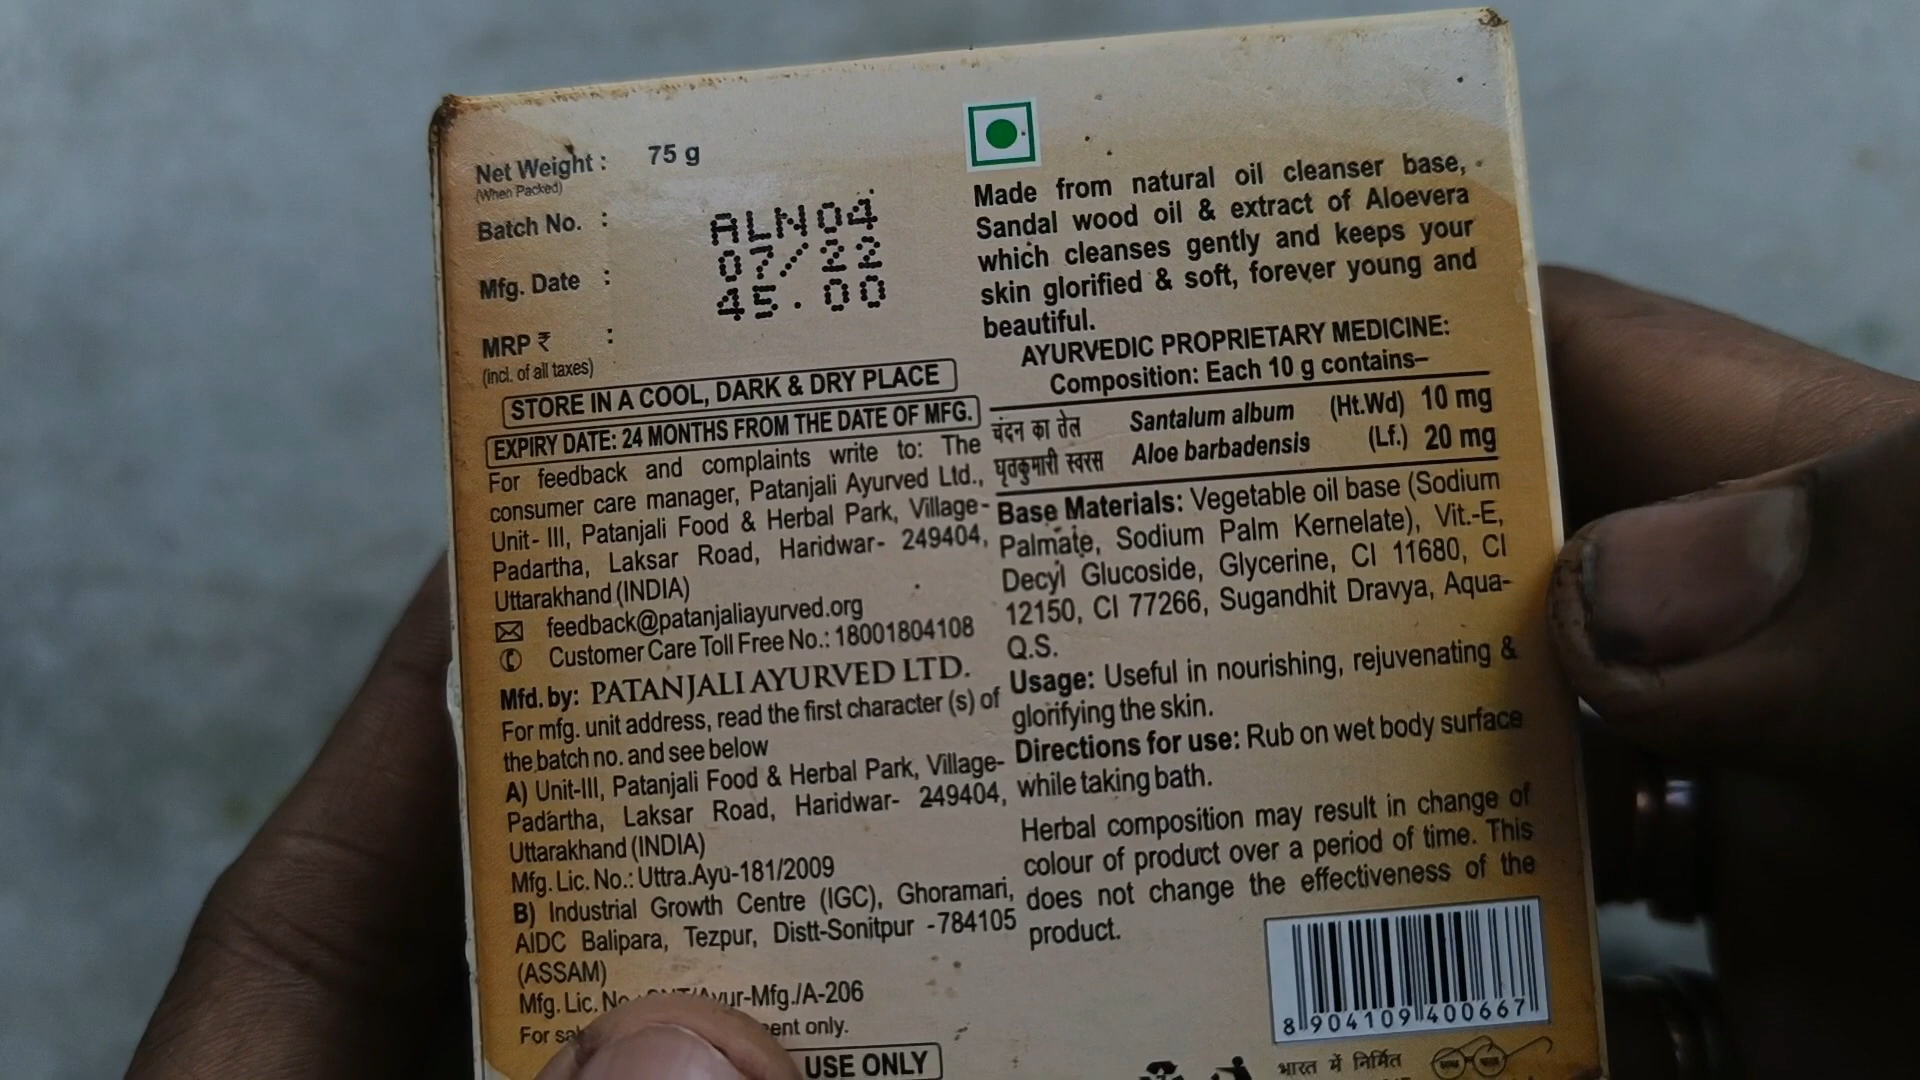 Net Weight : 75 g
(When Packed)
Batch No. : ALN04
Mfg. Date : 07/22
MRP ₹ : 45.00
(incl. of all taxes)
STORE IN A COOL, DARK & DRY PLACE
EXPIRY DATE: 24 MONTHS FROM THE DATE OF MFG.
For feedback and complaints write to: The
consumer care manager, Patanjali Ayurved Ltd.,
Unit- III, Patanjali Food & Herbal Park, Village-
Padartha, Laksar Road, Haridwar- 249404,
Uttarakhand (INDIA)
feedback@patanjaliayurved.org
Customer Care Toll Free No.: 18001804108
Mfd. by: PATANJALI AYURVED LTD.
For mfg. unit address, read the first character (s) of
the batch no. and see below
A) Unit-III, Patanjali Food & Herbal Park, Village-
Padartha, Laksar Road, Haridwar- 249404,
Uttarakhand (INDIA)
Mfg. Lic. No.: Uttra.Ayu-181/2009
B) Industrial Growth Centre (IGC), Ghoramari,
AIDC Balipara, Tezpur, Distt-Sonitpur -784105
(ASSAM)
Mfg. Lic. /A-206
For only.
USE ONLY
Made from natural oil cleanser base,
Sandal wood oil & extract of Aloevera
which cleanses gently and keeps your
skin glorified & soft, forever young and
beautiful.
AYURVEDIC PROPRIETARY MEDICINE:
Composition: Each 10 g contains–
चंदन का तेल Santalum album (Ht.Wd) 10 mg
घृतकुमारी स्वरस Aloe barbadensis (Lf.) 20 mg
Base Materials: Vegetable oil base (Sodium
Palmate, Sodium Palm Kernelate), Vit.-E,
Decyl Glucoside, Glycerine, CI 11680, CI
12150, CI 77266, Sugandhit Dravya, Aqua-
Q.S.
Usage: Useful in nourishing, rejuvenating &
glorifying the skin.
Directions for use: Rub on wet body surface
while taking bath.
Herbal composition may result in change of
colour of product over a period of time. This
does not change the effectiveness of the
product.
8904109400667
भारत में निर्मित